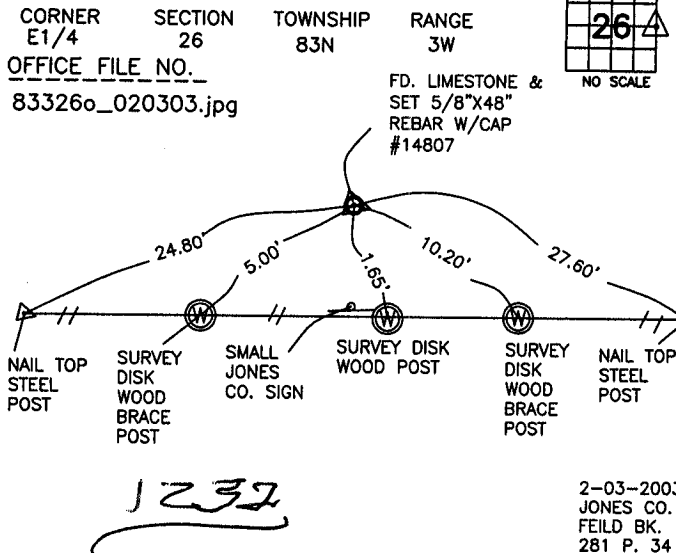 CORNER SECTION TOWNSHIP RANGE
E1/4 26 83N 3W
26
NO SCALE
OFFICE FILE NO.
83326o_020303.jpg
FD. LIMESTONE &
SET 5/8"X48"
REBAR W/CAP
#14807
24.80' 5.00' 1.65' 10.20' 27.60'
W W W
NAIL TOP
STEEL
POST
SURVEY
DISK
WOOD
BRACE
POST
SMALL
JONES
CO. SIGN
SURVEY DISK
WOOD POST
SURVEY
DISK
WOOD
BRACE
POST
NAIL TOP
STEEL
POST
1232
2-03-2003
JONES CO.
FEILD BK.
281 P. 34